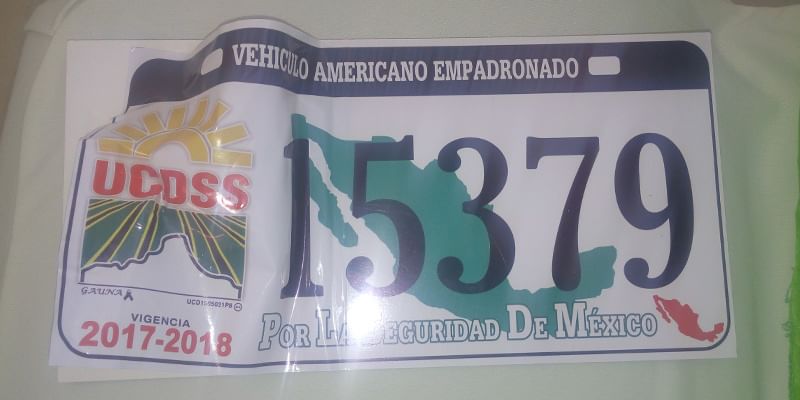 VEHICULO AMERICANO EMPADRONADO
UCDSS
15379
GAUNA
VIGENCIA
2017-2018
POR LA SEGURIDAD DE MÉXICO